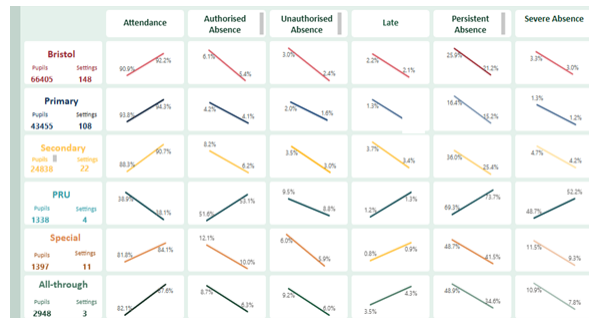 Attendance
Authorised Absence
Unauthorised Absence
Late
Persistent Absence
Severe Absence
Bristol
Pupils Settings
66405 148
90.9% 92.2%
6.1% 5.4%
3.0% 2.4%
2.2% 2.1%
25.9% 21.2%
3.3% 3.0%
Primary
Pupils Settings
43455 108
93.8% 94.3%
4.2% 4.1%
2.0% 1.6%
1.3%
16.4% 15.2%
1.3% 1.2%
Secondary
Pupils Settings
24838 22
88.3% 90.7%
8.2% 6.2%
3.5% 3.0%
3.7% 3.4%
36.0% 25.4%
4.7% 4.2%
PRU
Pupils Settings
1338 4
38.9% 38.1%
51.6% 53.1%
9.5% 8.8%
1.2% 1.3%
69.3% 73.7%
48.7% 52.2%
Special
Pupils Settings
1397 11
81.8% 84.1%
12.1% 10.0%
6.0% 5.9%
0.8% 0.9%
48.7% 41.5%
11.5% 9.3%
All-through
Pupils Settings
2948 3
82.1% 87.6%
8.7% 6.3%
9.2% 6.0%
3.5% 4.3%
48.9% 34.6%
10.9% 7.8%